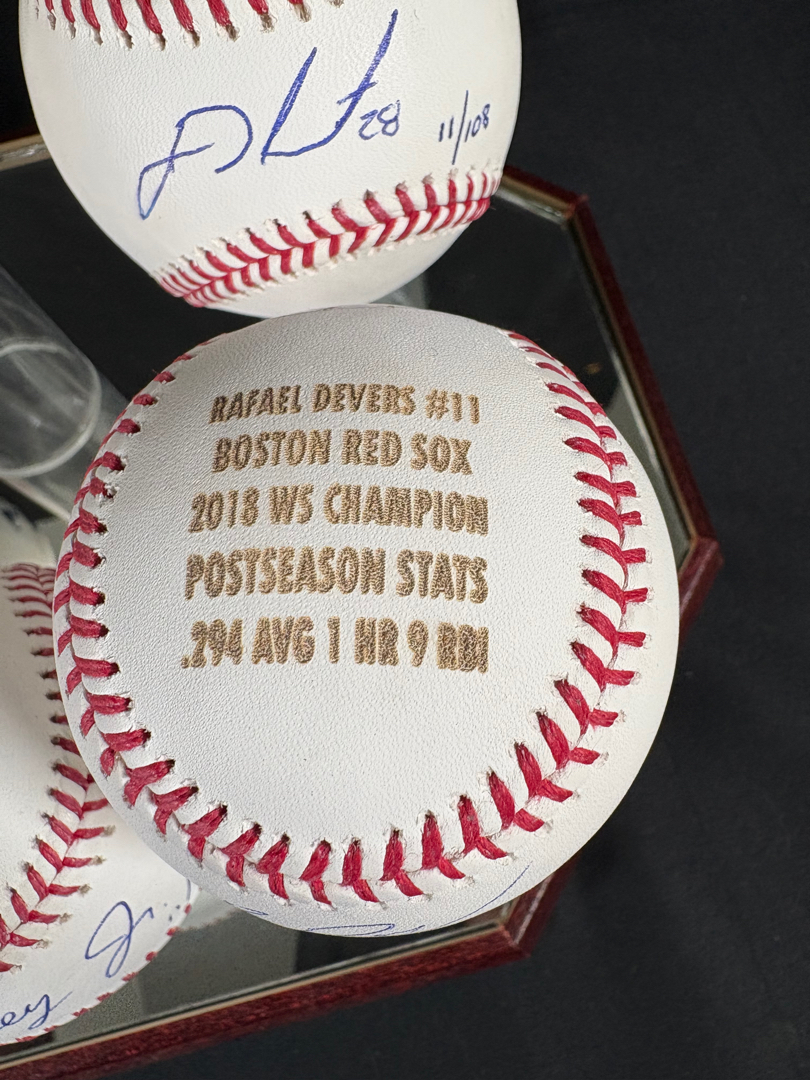 28 11/108
RAFAEL DEVERS #11
BOSTON RED SOX
2018 WS CHAMPION
POSTSEASON STATS
.294 AVG 1 HR 9 RBI